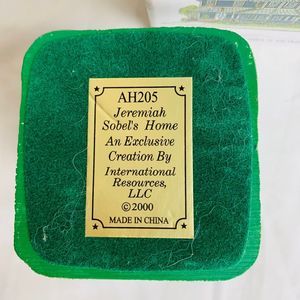 AH205
Jeremiah
Sobel's Home
An Exclusive
Creation By
International
Resources,
LLC
©2000
MADE IN CHINA